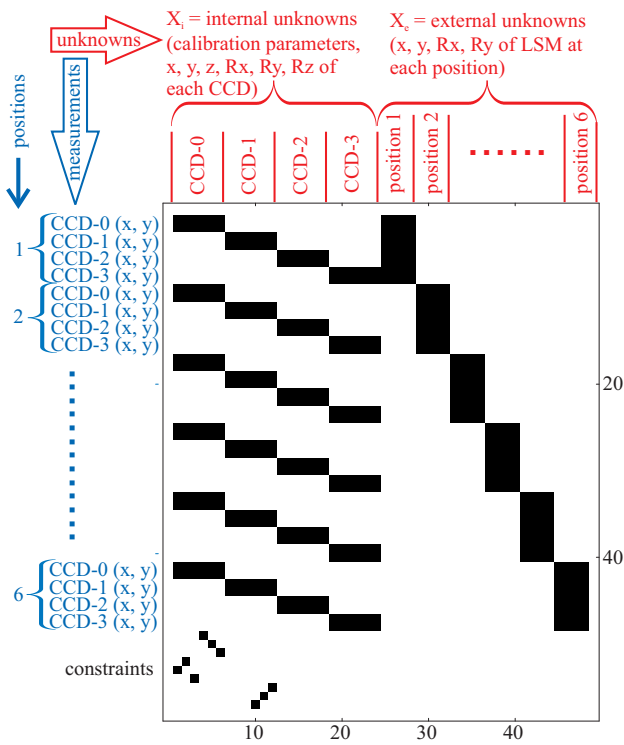 unknowns
Xᵢ = internal unknowns
(calibration parameters,
x, y, z, Rx, Ry, Rz of
each CCD)
Xₑ = external unknowns
(x, y, Rx, Ry of LSM at
each position)
positions
measurements
CCD-0
CCD-1
CCD-2
CCD-3
position 1
position 2
position 6
1
CCD-0 (x, y)
CCD-1 (x, y)
CCD-2 (x, y)
CCD-3 (x, y)
2
CCD-0 (x, y)
CCD-1 (x, y)
CCD-2 (x, y)
CCD-3 (x, y)
20
40
6
CCD-0 (x, y)
CCD-1 (x, y)
CCD-2 (x, y)
CCD-3 (x, y)
constraints
10
20
30
40